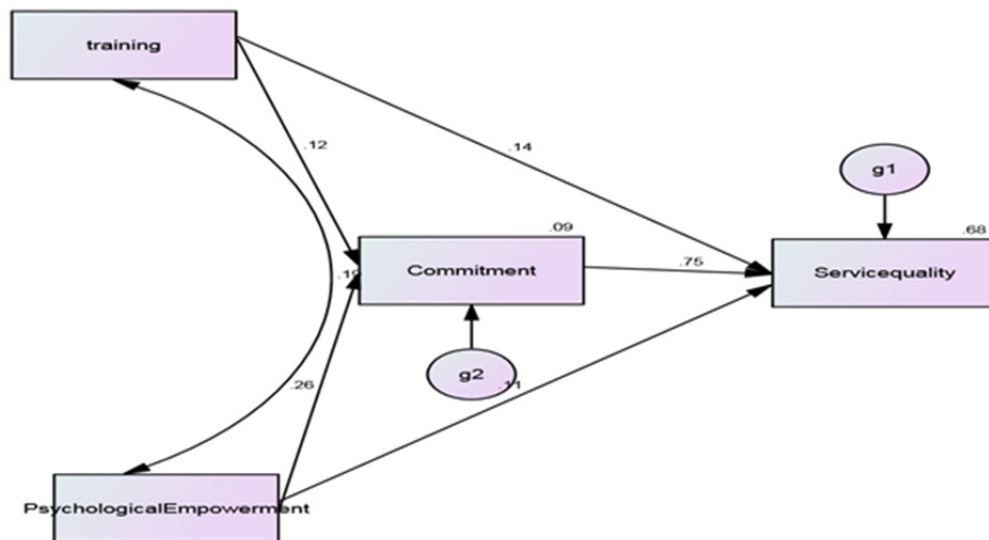 training
.12
.14
g1
.09
.68
Commitment
.75
Servicequality
.19
g2
.26
.11
PsychologicalEmpowerment